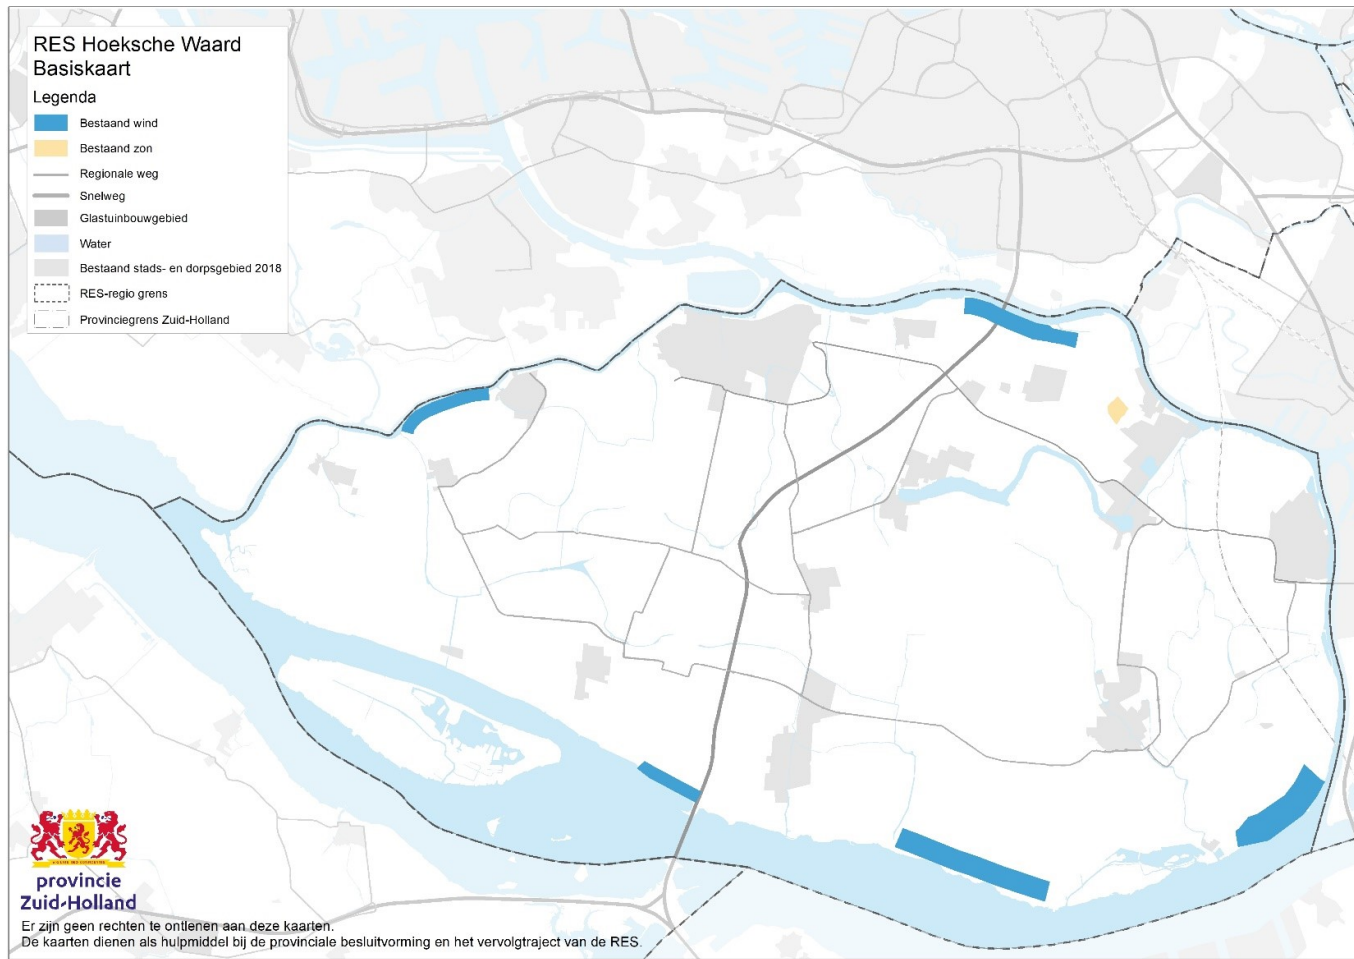 RES Hoeksche Waard
Basiskaart
Legenda
Bestaand wind
Bestaand zon
Regionale weg
Snelweg
Glastuinbouwgebied
Water
Bestaand stads- en dorpsgebied 2018
RES-regio grens
Provinciegrens Zuid-Holland
provincie
Zuid-Holland
Er zijn geen rechten te ontlenen aan deze kaarten.
De kaarten dienen als hulpmiddel bij de provinciale besluitvorming en het vervolgtraject van de RES.